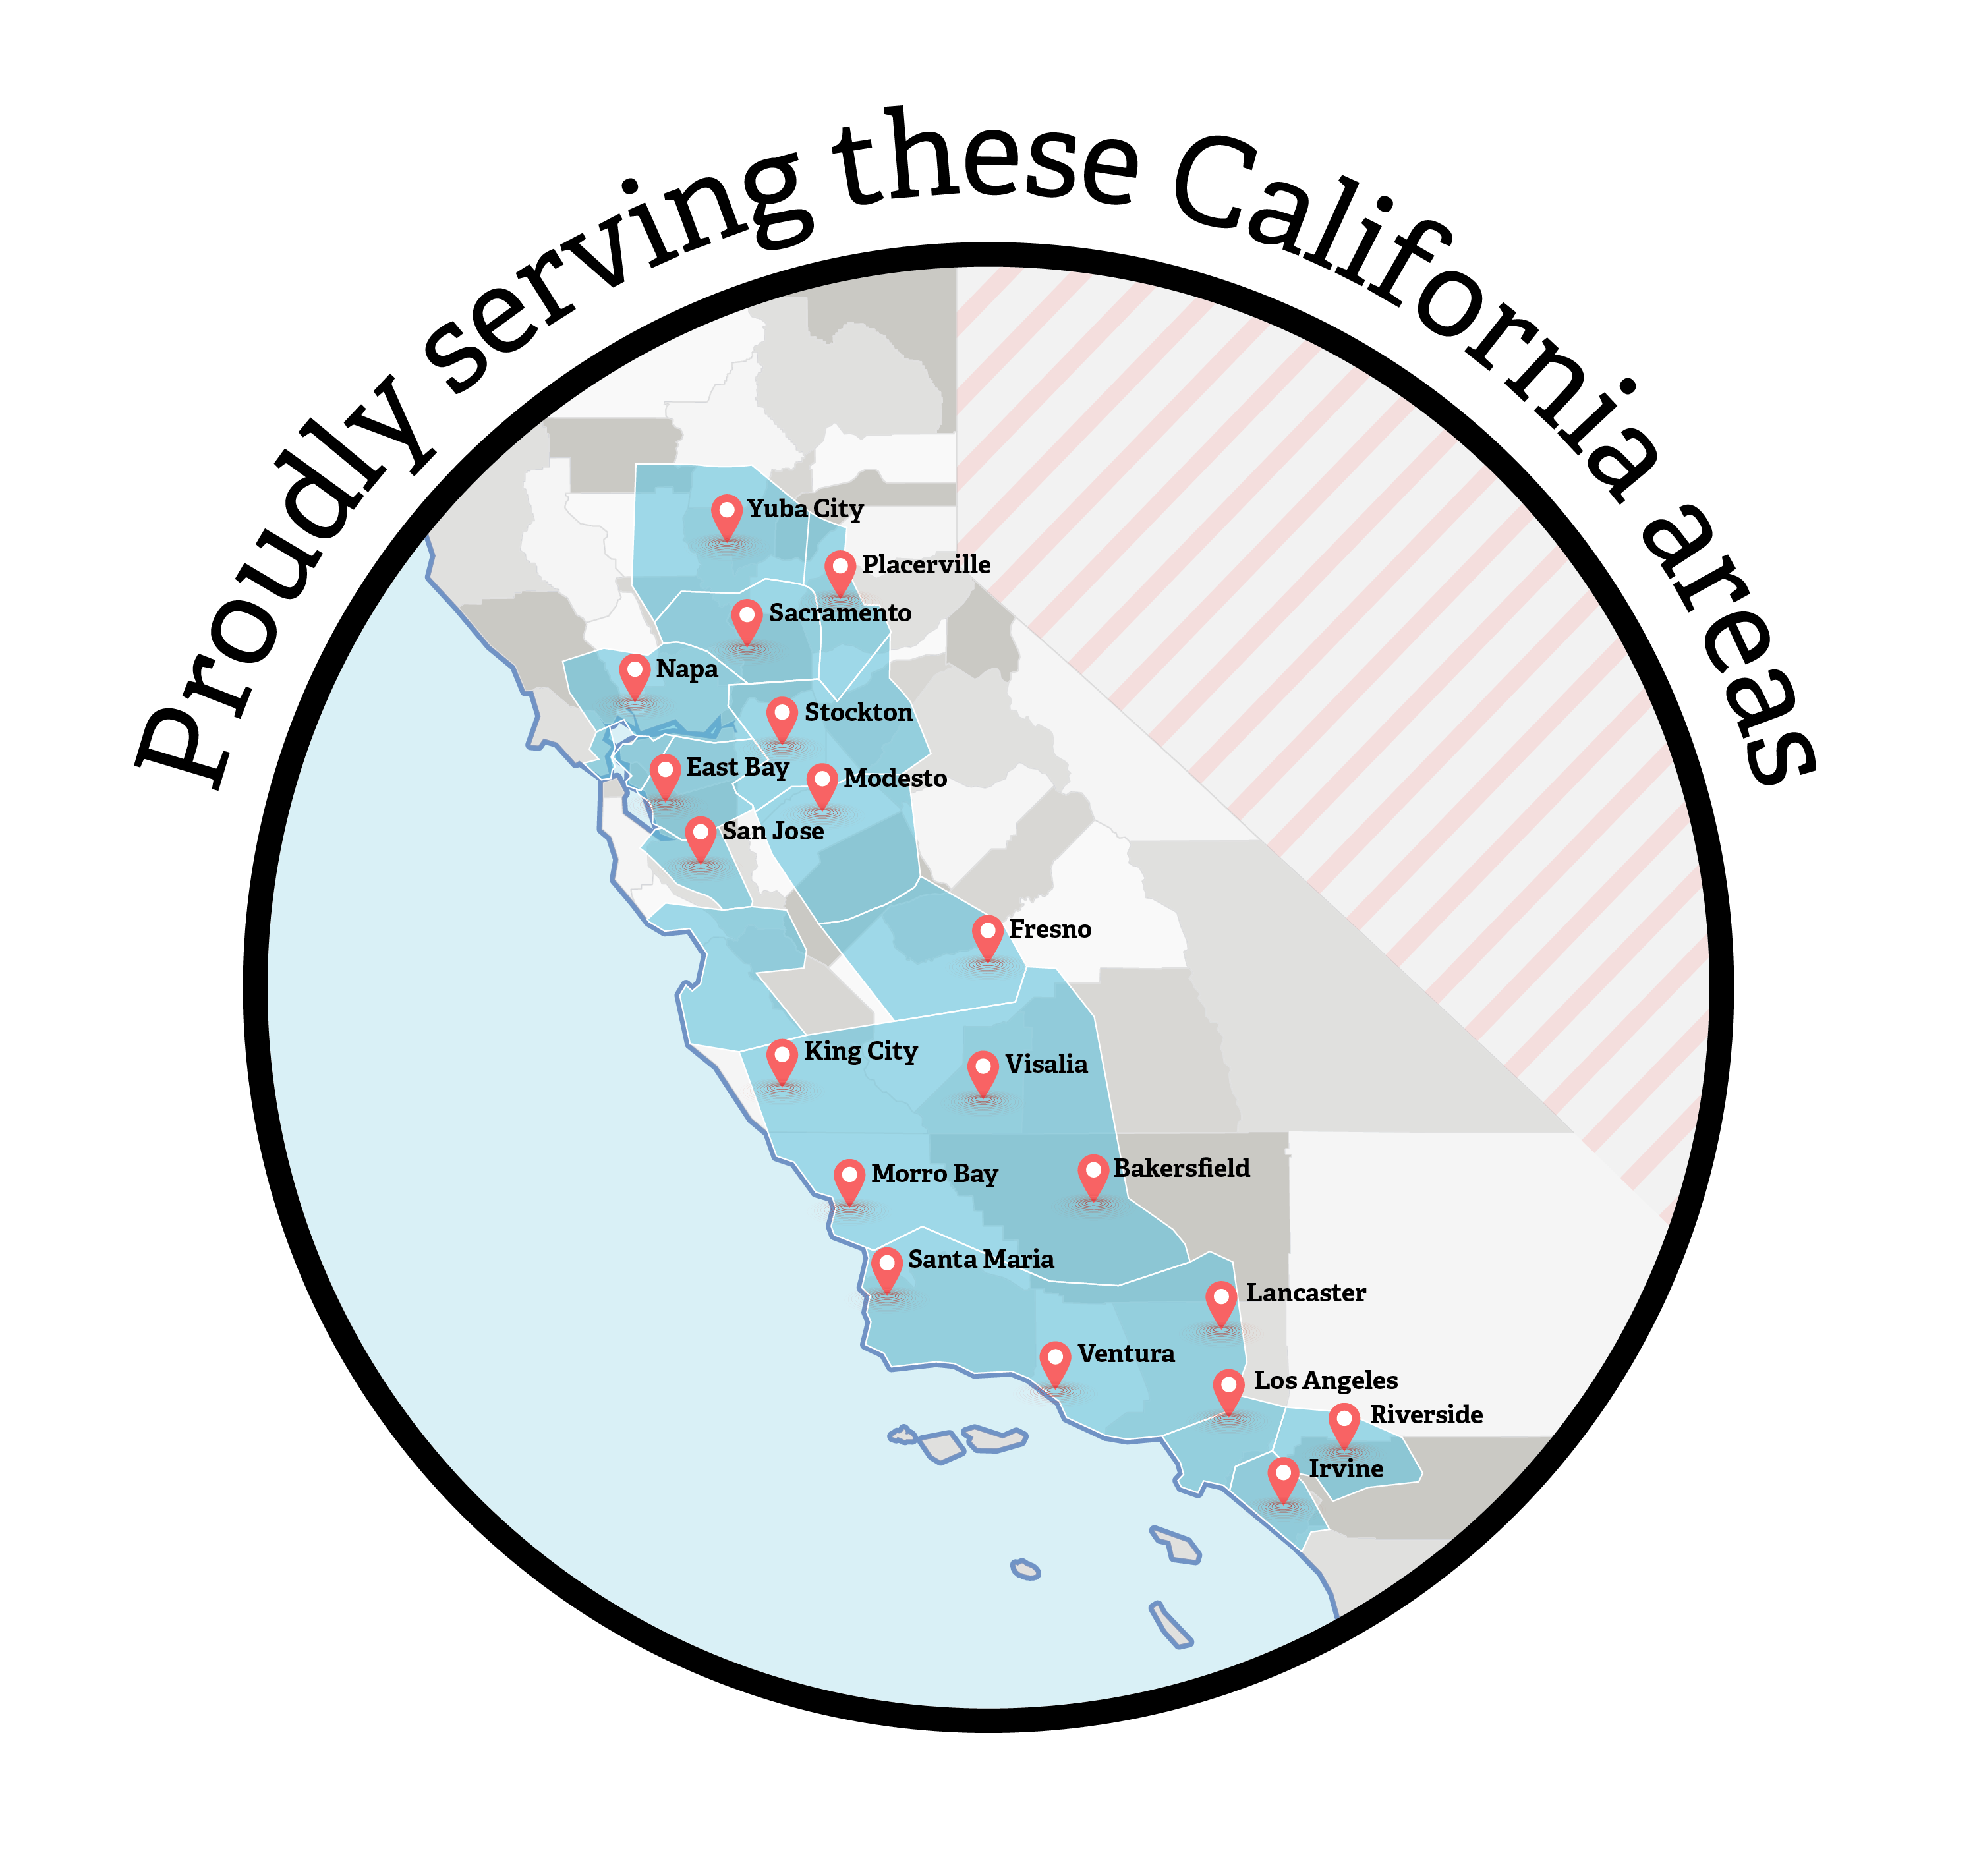 Proudly serving these California areas
Yuba City
Placerville
Sacramento
Napa
Stockton
East Bay
Modesto
San Jose
Fresno
King City
Visalia
Morro Bay
Bakersfield
Santa Maria
Lancaster
Ventura
Los Angeles
Riverside
Irvine